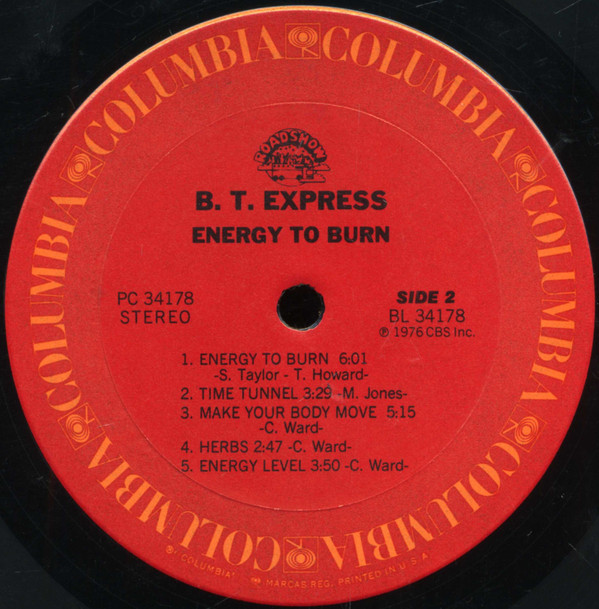 COLUMBIA COLUMBIA COLUMBIA COLUMBIA COLUMBIA COLUMBIA COLUMBIA COLUMBIA
ROADSHOW
B. T. EXPRESS
ENERGY TO BURN
PC 34178
STEREO
SIDE 2
BL 34178
℗ 1976 CBS Inc.
1. ENERGY TO BURN 6:01
-S. Taylor - T. Howard-
2. TIME TUNNEL 3:29 -M. Jones-
3. MAKE YOUR BODY MOVE 5:15
-C. Ward-
4. HERBS 2:47 -C. Ward-
5. ENERGY LEVEL 3:50 -C. Ward-
"COLUMBIA", MARCAS REG. PRINTED IN U.S.A.